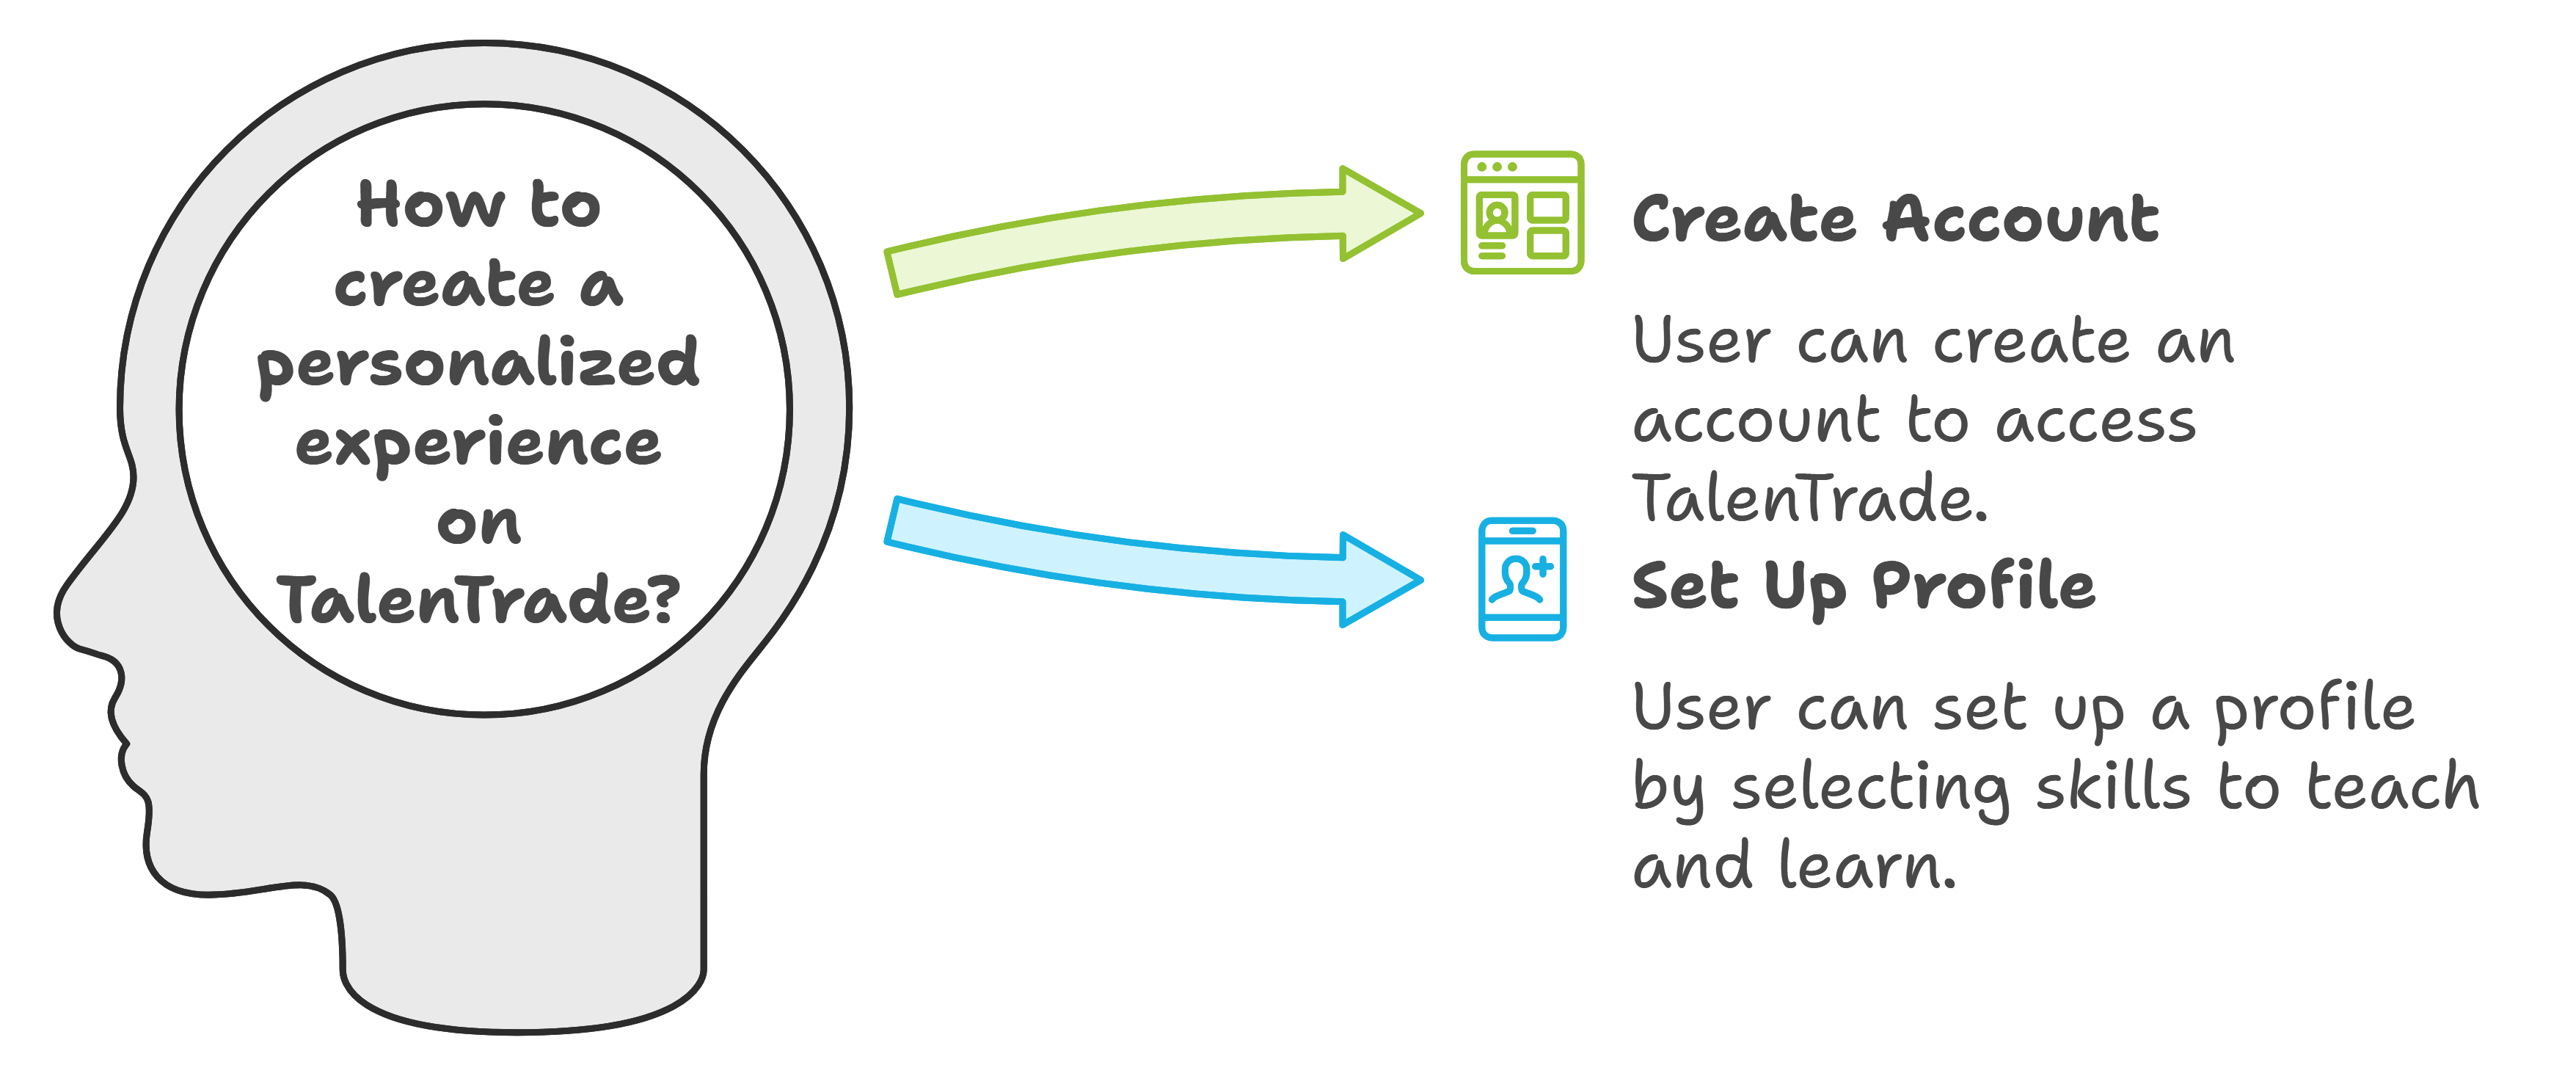 How to
create a
personalized
experience
on
TalenTrade?
Create Account
User can create an
account to access
TalenTrade.
Set Up Profile
User can set up a profile
by selecting skills to teach
and learn.